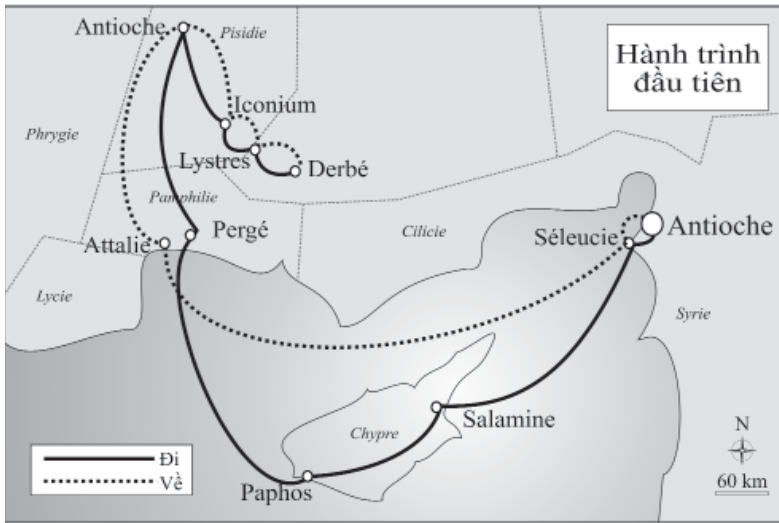 Antioche
Pisidie
Hành trình
đầu tiên
Iconium
Phrygie
Lystres
Derbé
Pamphilie
Pergé
Attalie
Cilicie
Séleucie
Antioche
Lycie
Syrie
Salamine
Chypre
Paphos
Đi
Về
N
60 km